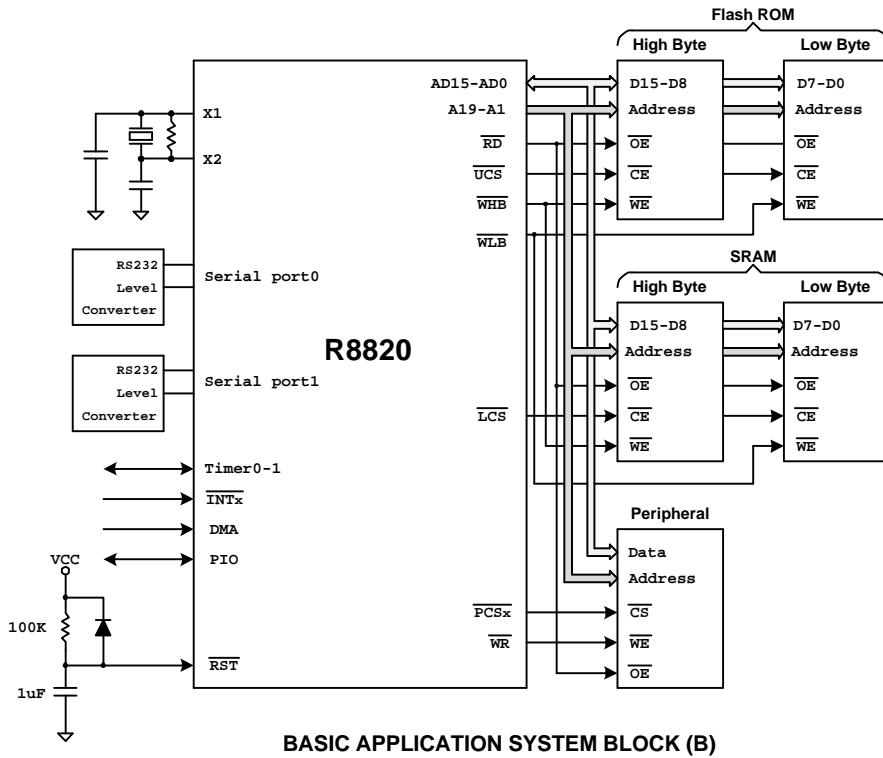 Flash ROM
High Byte
Low Byte
AD15-AD0
D15-D8
D7-D0
X1
A19-A1
Address
Address
RD
OE
OE
X2
UCS
CE
CE
WHB
WE
WE
WLB
RS232
Level
Converter
Serial port0
SRAM
High Byte
Low Byte
D15-D8
D7-D0
R8820
Address
Address
RS232
Level
Converter
Serial port1
OE
OE
LCS
CE
CE
WE
WE
Timer0-1
INTx
DMA
PIO
Peripheral
Data
Address
VCC
100K
PCSx
CS
WR
WE
RST
OE
1uF
BASIC APPLICATION SYSTEM BLOCK (B)